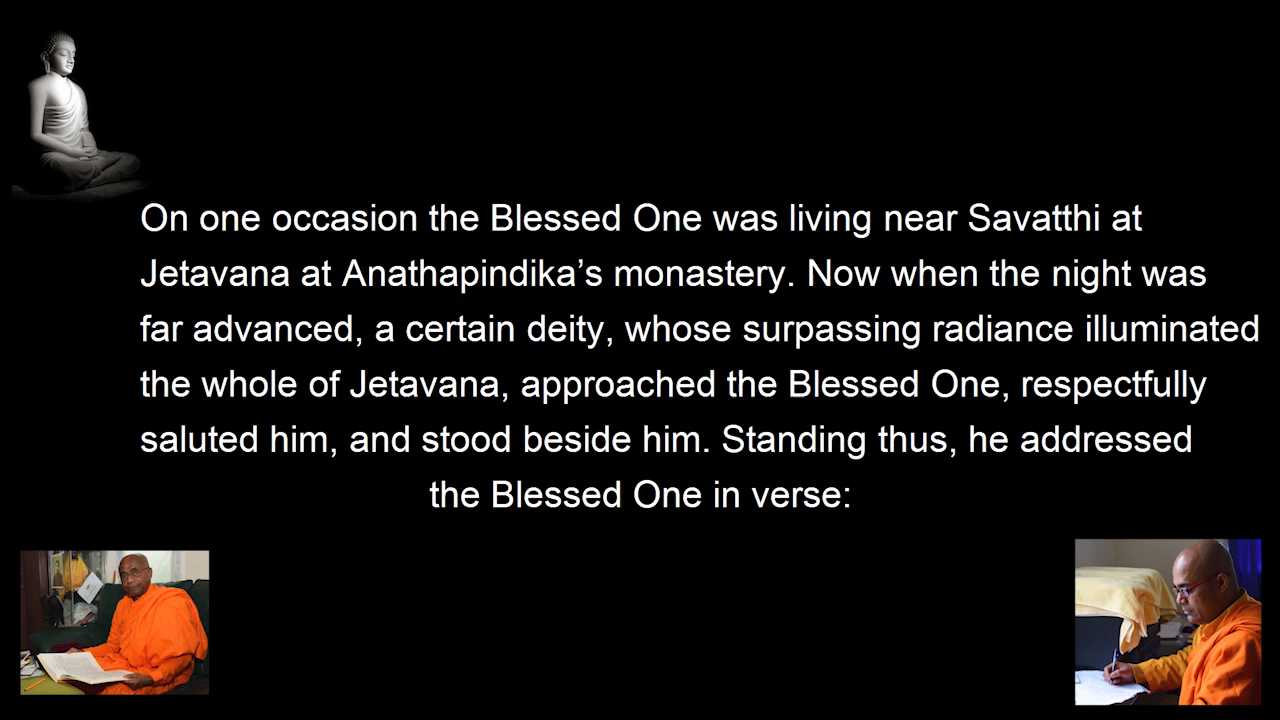 On one occasion the Blessed One was living near Savatthi at
Jetavana at Anathapindika’s monastery. Now when the night was
far advanced, a certain deity, whose surpassing radiance illuminated
the whole of Jetavana, approached the Blessed One, respectfully
saluted him, and stood beside him. Standing thus, he addressed
the Blessed One in verse: